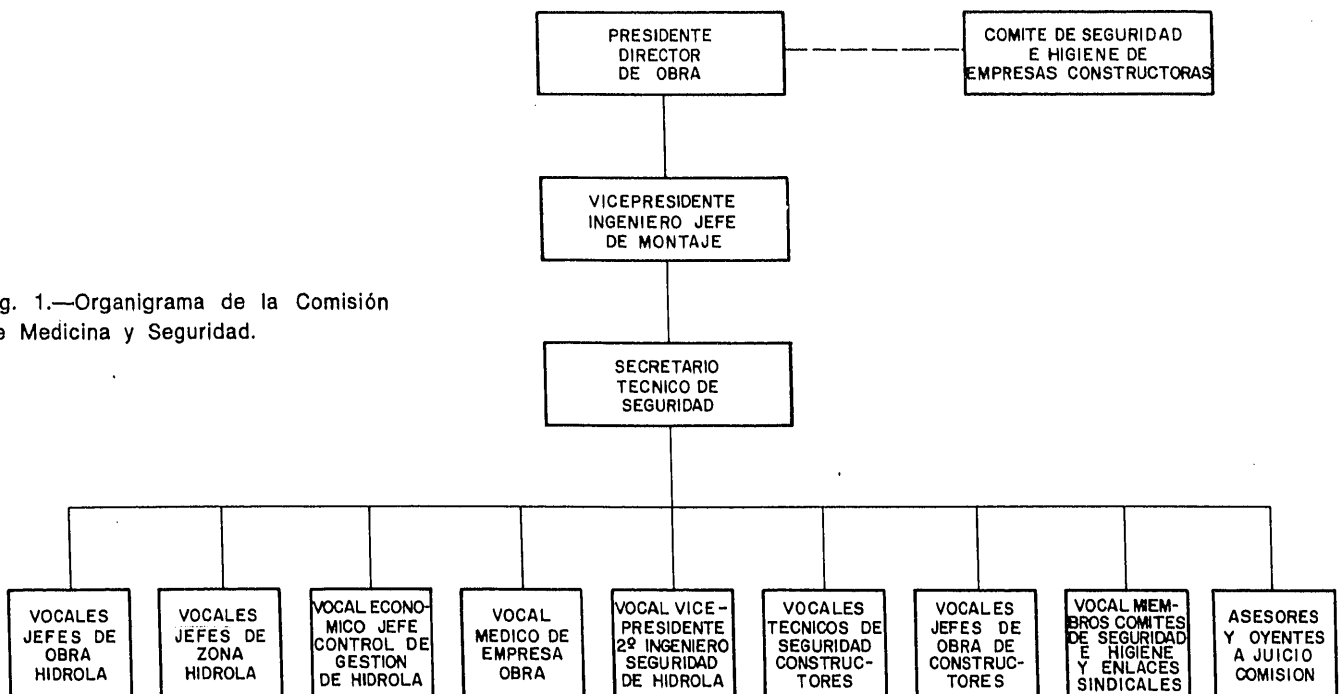 PRESIDENTE
DIRECTOR
DE OBRA
COMITE DE SEGURIDAD
E HIGIENE DE
EMPRESAS CONSTRUCTORAS
VICEPRESIDENTE
INGENIERO JEFE
DE MONTAJE
g. 1.—Organigrama de la Comisión
e Medicina y Seguridad.
SECRETARIO
TECNICO DE
SEGURIDAD
VOCALES
JEFES DE
OBRA
HIDROLA
VOCALES
JEFES DE
ZONA
HIDROLA
VOCAL ECONO-
MICO JEFE
CONTROL DE
GESTION
DE HIDROLA
VOCAL
MEDICO DE
EMPRESA
OBRA
VOCAL VICE-
PRESIDENTE
2º INGENIERO
SEGURIDAD
DE HIDROLA
VOCALES
TECNICOS DE
SEGURIDAD
CONSTRUC-
TORES
VOCALES
JEFES DE
OBRA DE
CONSTRUC-
TORES
VOCAL MIEM-
BROS COMITES
DE SEGURIDAD
E HIGIENE
Y ENLACES
SINDICALES
ASESORES
Y OYENTES
A JUICIO
COMISION